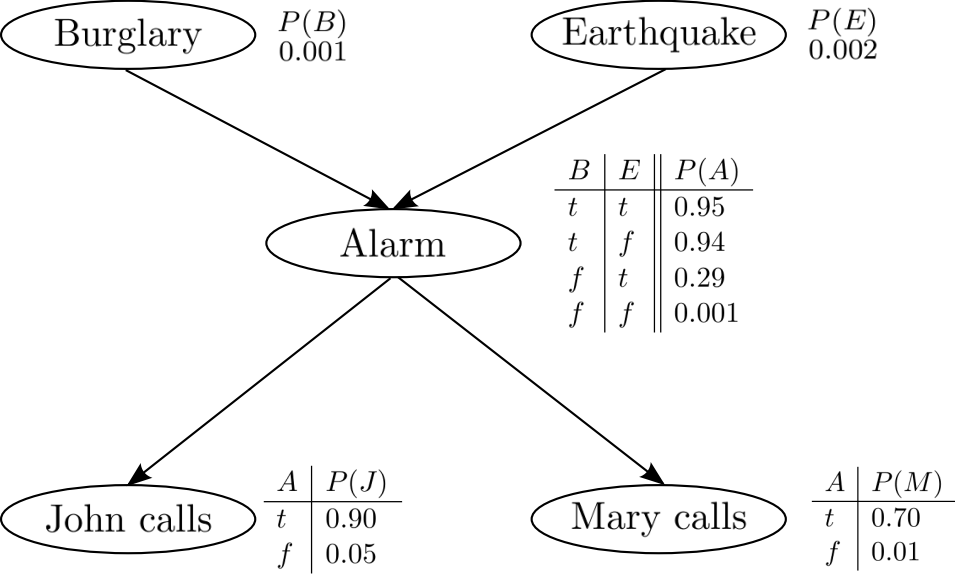 Burglary
P(B)
0.001
Earthquake
P(E)
0.002
B E P(A)
t t 0.95
t f 0.94
f t 0.29
f f 0.001
Alarm
John calls
A P(J)
t 0.90
f 0.05
Mary calls
A P(M)
t 0.70
f 0.01